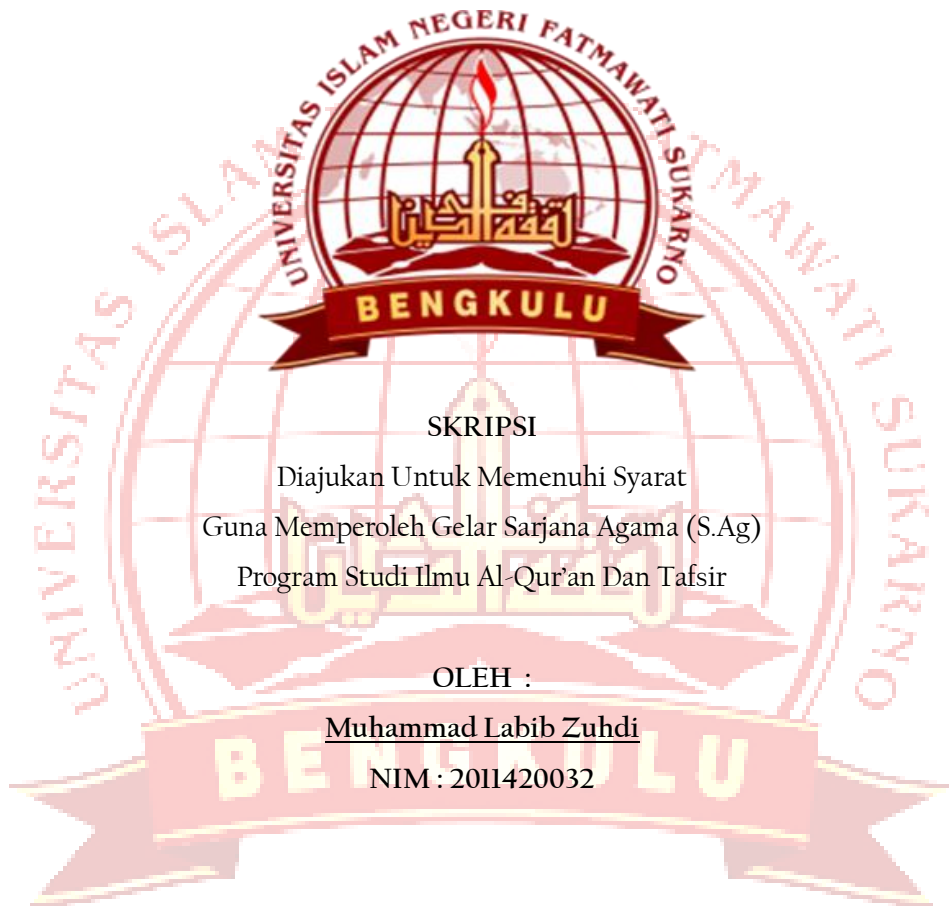 UNIVERSITAS ISLAM NEGERI FATMAWATI SUKARNO
BENGKULU
SKRIPSI
Diajukan Untuk Memenuhi Syarat
Guna Memperoleh Gelar Sarjana Agama (S.Ag)
Program Studi Ilmu Al-Qur'an Dan Tafsir
OLEH :
Muhammad Labib Zuhdi
NIM : 2011420032
BENGKULU